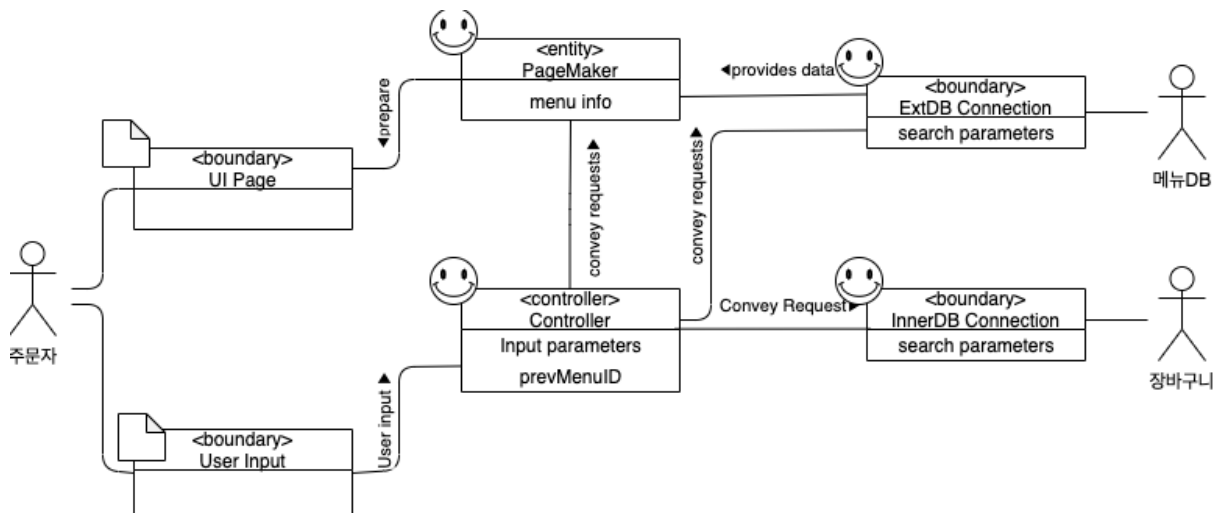 <entity>
PageMaker
menu info
◀provides data
<boundary>
ExtDB Connection
search parameters
메뉴DB
◀prepare
<boundary>
UI Page
convey requests▶
convey requests▶
주문자
<controller>
Controller
Input parameters
prevMenuID
Convey Request▶
<boundary>
InnerDB Connection
search parameters
장바구니
User input ▶
<boundary>
User Input